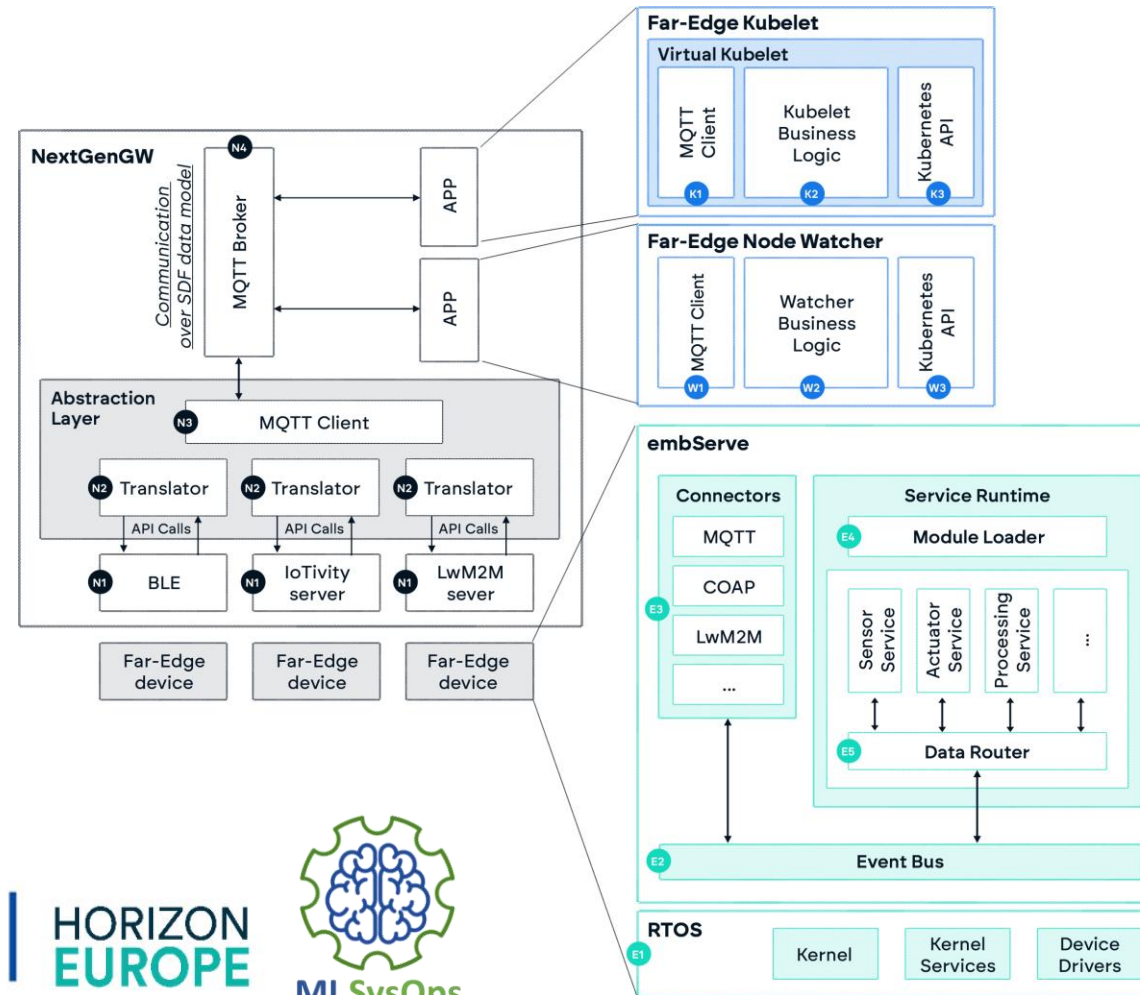 Far-Edge Kubelet
Virtual Kubelet
MQTT
Client
K1
Kubelet
Business
Logic
K2
Kubernetes
API
K3
NextGenGW
N4
Communication
over SDF data model
MQTT Broker
APP
APP
Far-Edge Node Watcher
MQTT Client
W1
Watcher
Business
Logic
W2
Kubernetes
API
W3
Abstraction
Layer
N3
MQTT Client
N2
Translator
N2
Translator
N2
Translator
API Calls
API Calls
API Calls
N1
BLE
N1
IoTivity
server
N1
LwM2M
sever
Far-Edge
device
Far-Edge
device
Far-Edge
device
embServe
Connectors
MQTT
COAP
LwM2M
...
E3
Service Runtime
E4
Module Loader
Sensor
Service
Actuator
Service
Processing
Service
...
E5
Data Router
E2
Event Bus
RTOS
E1
Kernel
Kernel
Services
Device
Drivers
HORIZON
EUROPE
MLSysOps